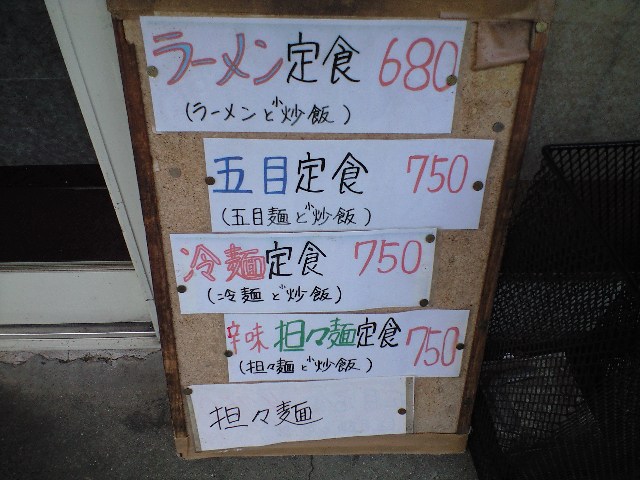 ラーメン定食 680
(ラーメンと小炒飯)
五目定食 750
(五目麺と小炒飯)
冷麺定食 750
(冷麺と小炒飯)
辛味担々麺定食 750
(担々麺と小炒飯)
担々麺